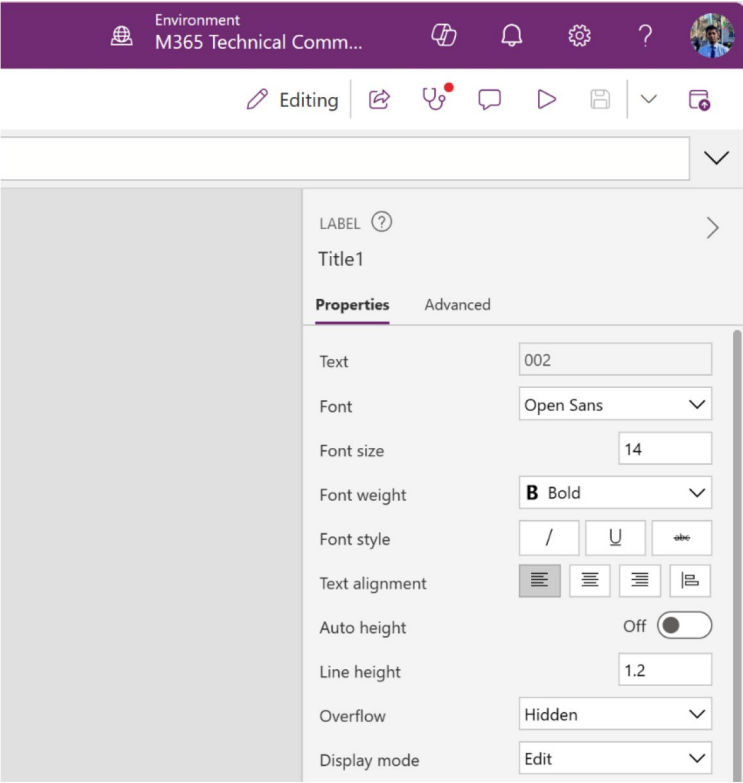 Environment
M365 Technical Comm...
Editing
LABEL
Title1
Properties Advanced
Text 002
Font Open Sans
Font size 14
Font weight B Bold
Font style / U abc
Text alignment
Auto height Off
Line height 1.2
Overflow Hidden
Display mode Edit